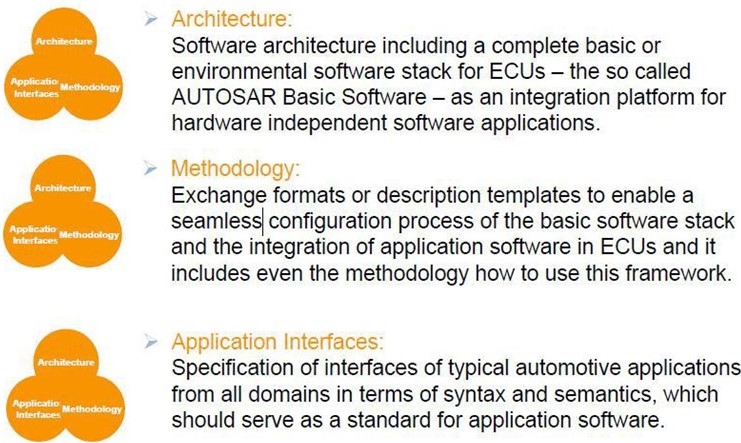 Architecture
Applicatio
Interfaces
Methodology
Architecture:
Software architecture including a complete basic or
environmental software stack for ECUs – the so called
AUTOSAR Basic Software – as an integration platform for
hardware independent software applications.
Architecture
Applicatio
Interfaces
Methodology
Methodology:
Exchange formats or description templates to enable a
seamless configuration process of the basic software stack
and the integration of application software in ECUs and it
includes even the methodology how to use this framework.
Architecture
Applicatio
Interfaces
Methodology
Application Interfaces:
Specification of interfaces of typical automotive applications
from all domains in terms of syntax and semantics, which
should serve as a standard for application software.